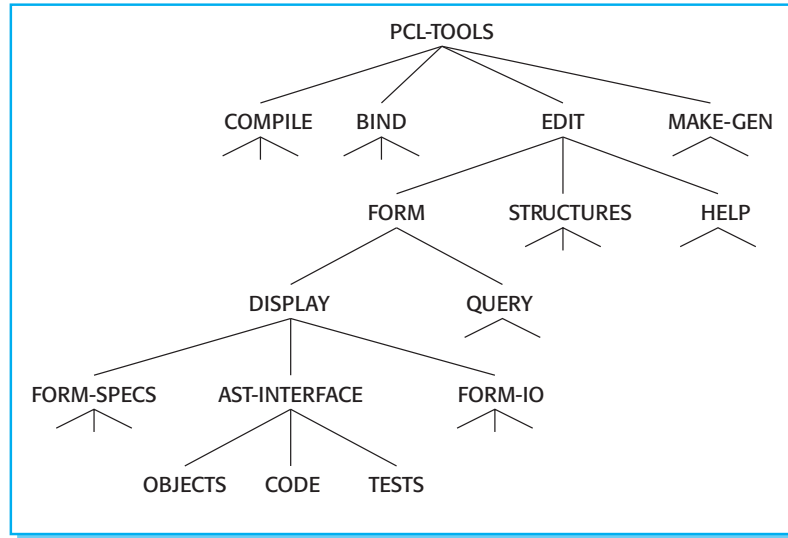 PCL-TOOLS
COMPILE BIND EDIT MAKE-GEN
FORM STRUCTURES HELP
DISPLAY QUERY
FORM-SPECS AST-INTERFACE FORM-IO
OBJECTS CODE TESTS